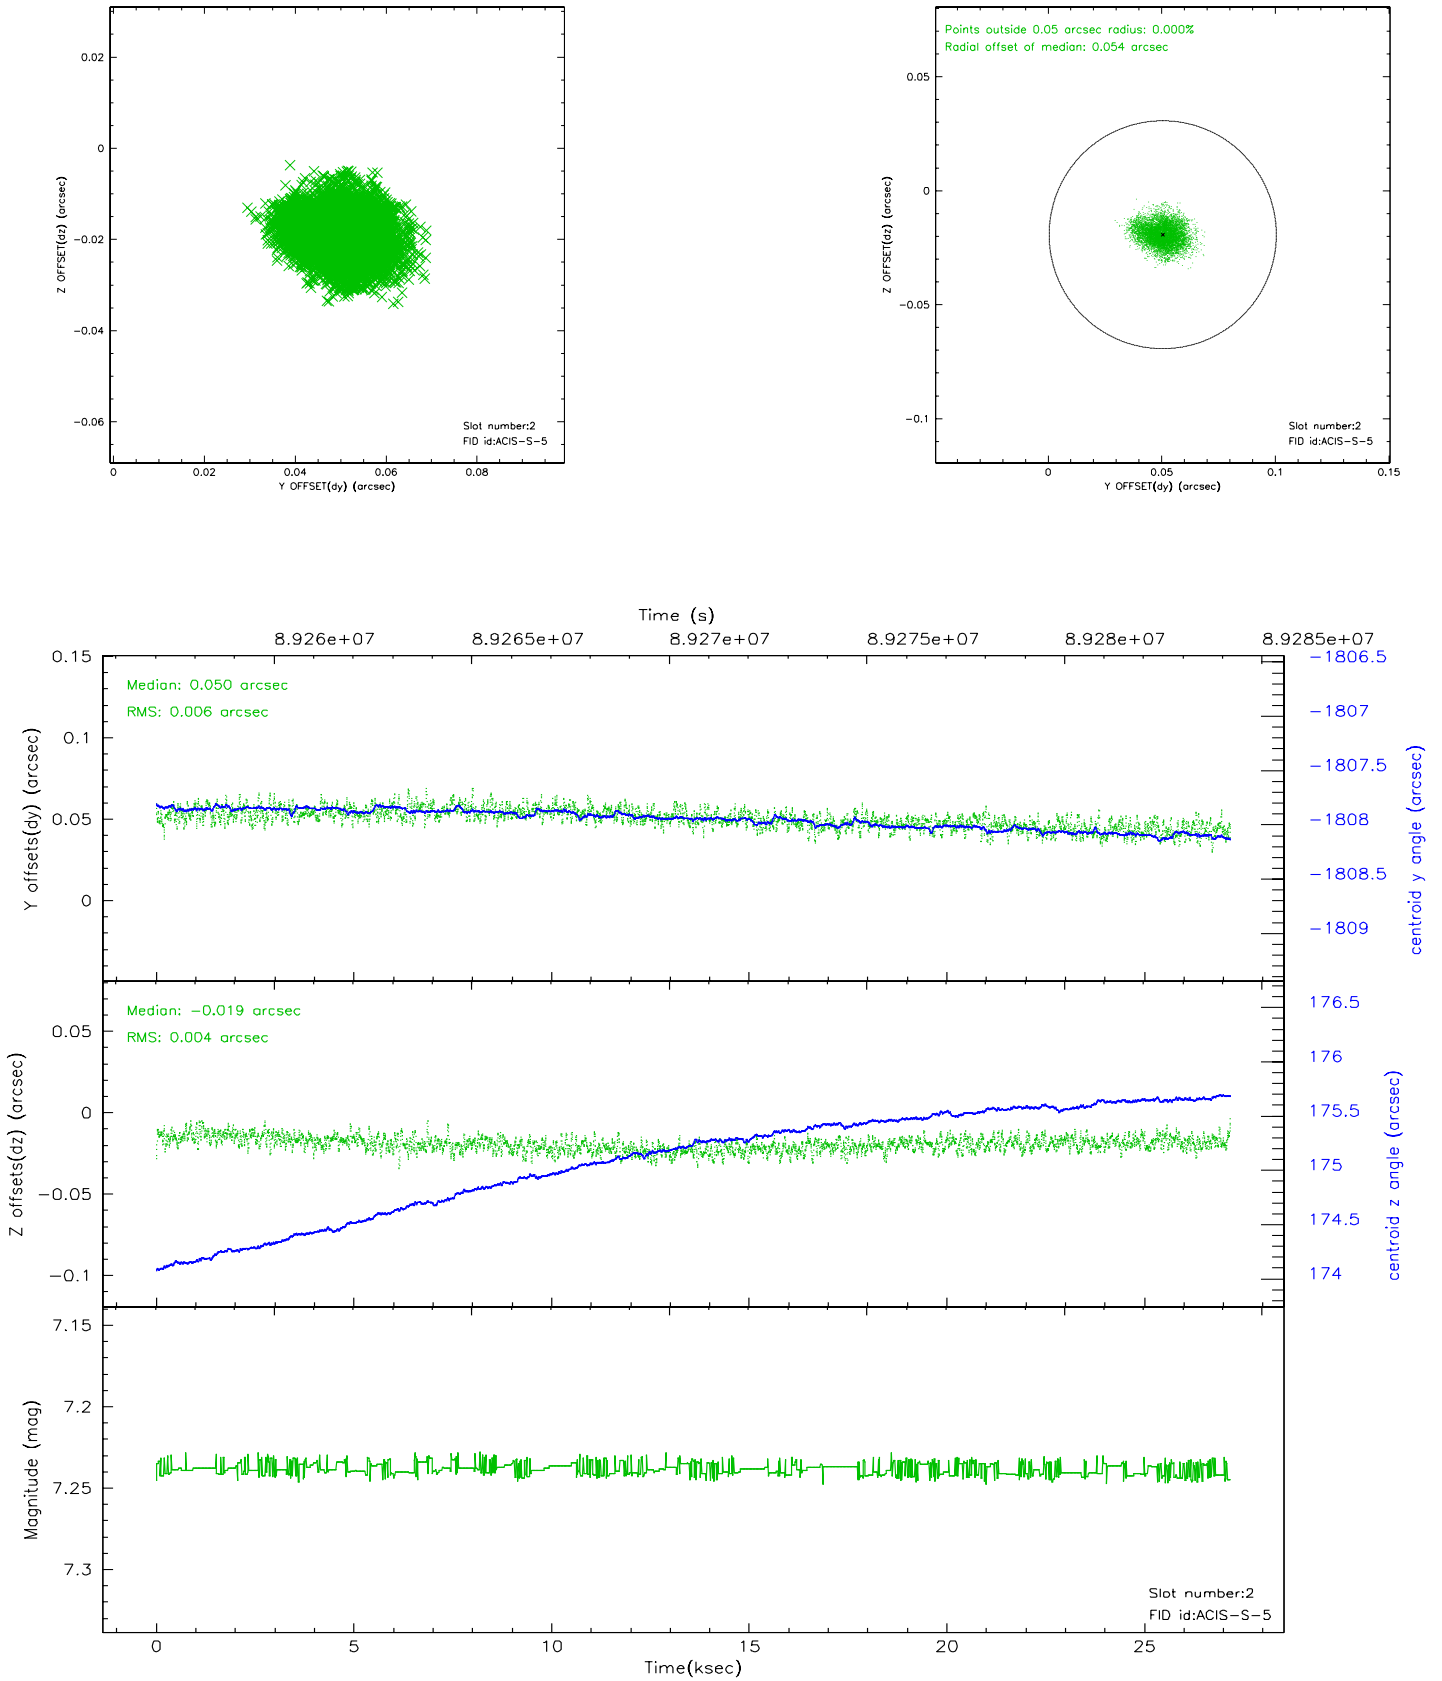 0.02
0
−0.02
−0.04
−0.06
Z OFFSET(dz) (arcsec)
Slot number:2
FID id:ACIS−S−5
0 0.02 0.04 0.06 0.08
Y OFFSET(dy) (arcsec)
Points outside 0.05 arcsec radius: 0.000%
Radial offset of median: 0.054 arcsec
0.05
0
−0.05
−0.1
Z OFFSET(dz) (arcsec)
Slot number:2
FID id:ACIS−S−5
0 0.05 0.1 0.15
Y OFFSET(dy) (arcsec)
Time (s)
8.926e+07 8.9265e+07 8.927e+07 8.9275e+07 8.928e+07 8.9285e+07
0.15
0.1
0.05
0
Y offsets(dy) (arcsec)
Median: 0.050 arcsec
RMS: 0.006 arcsec
−1806.5
−1807
−1807.5
−1808
−1808.5
−1809
centroid y angle (arcsec)
0.05
0
−0.05
−0.1
Z offsets(dz) (arcsec)
Median: −0.019 arcsec
RMS: 0.004 arcsec
176.5
176
175.5
175
174.5
174
centroid z angle (arcsec)
7.15
7.2
7.25
7.3
Magnitude (mag)
Slot number:2
FID id:ACIS−S−5
0 5 10 15 20 25
Time(ksec)